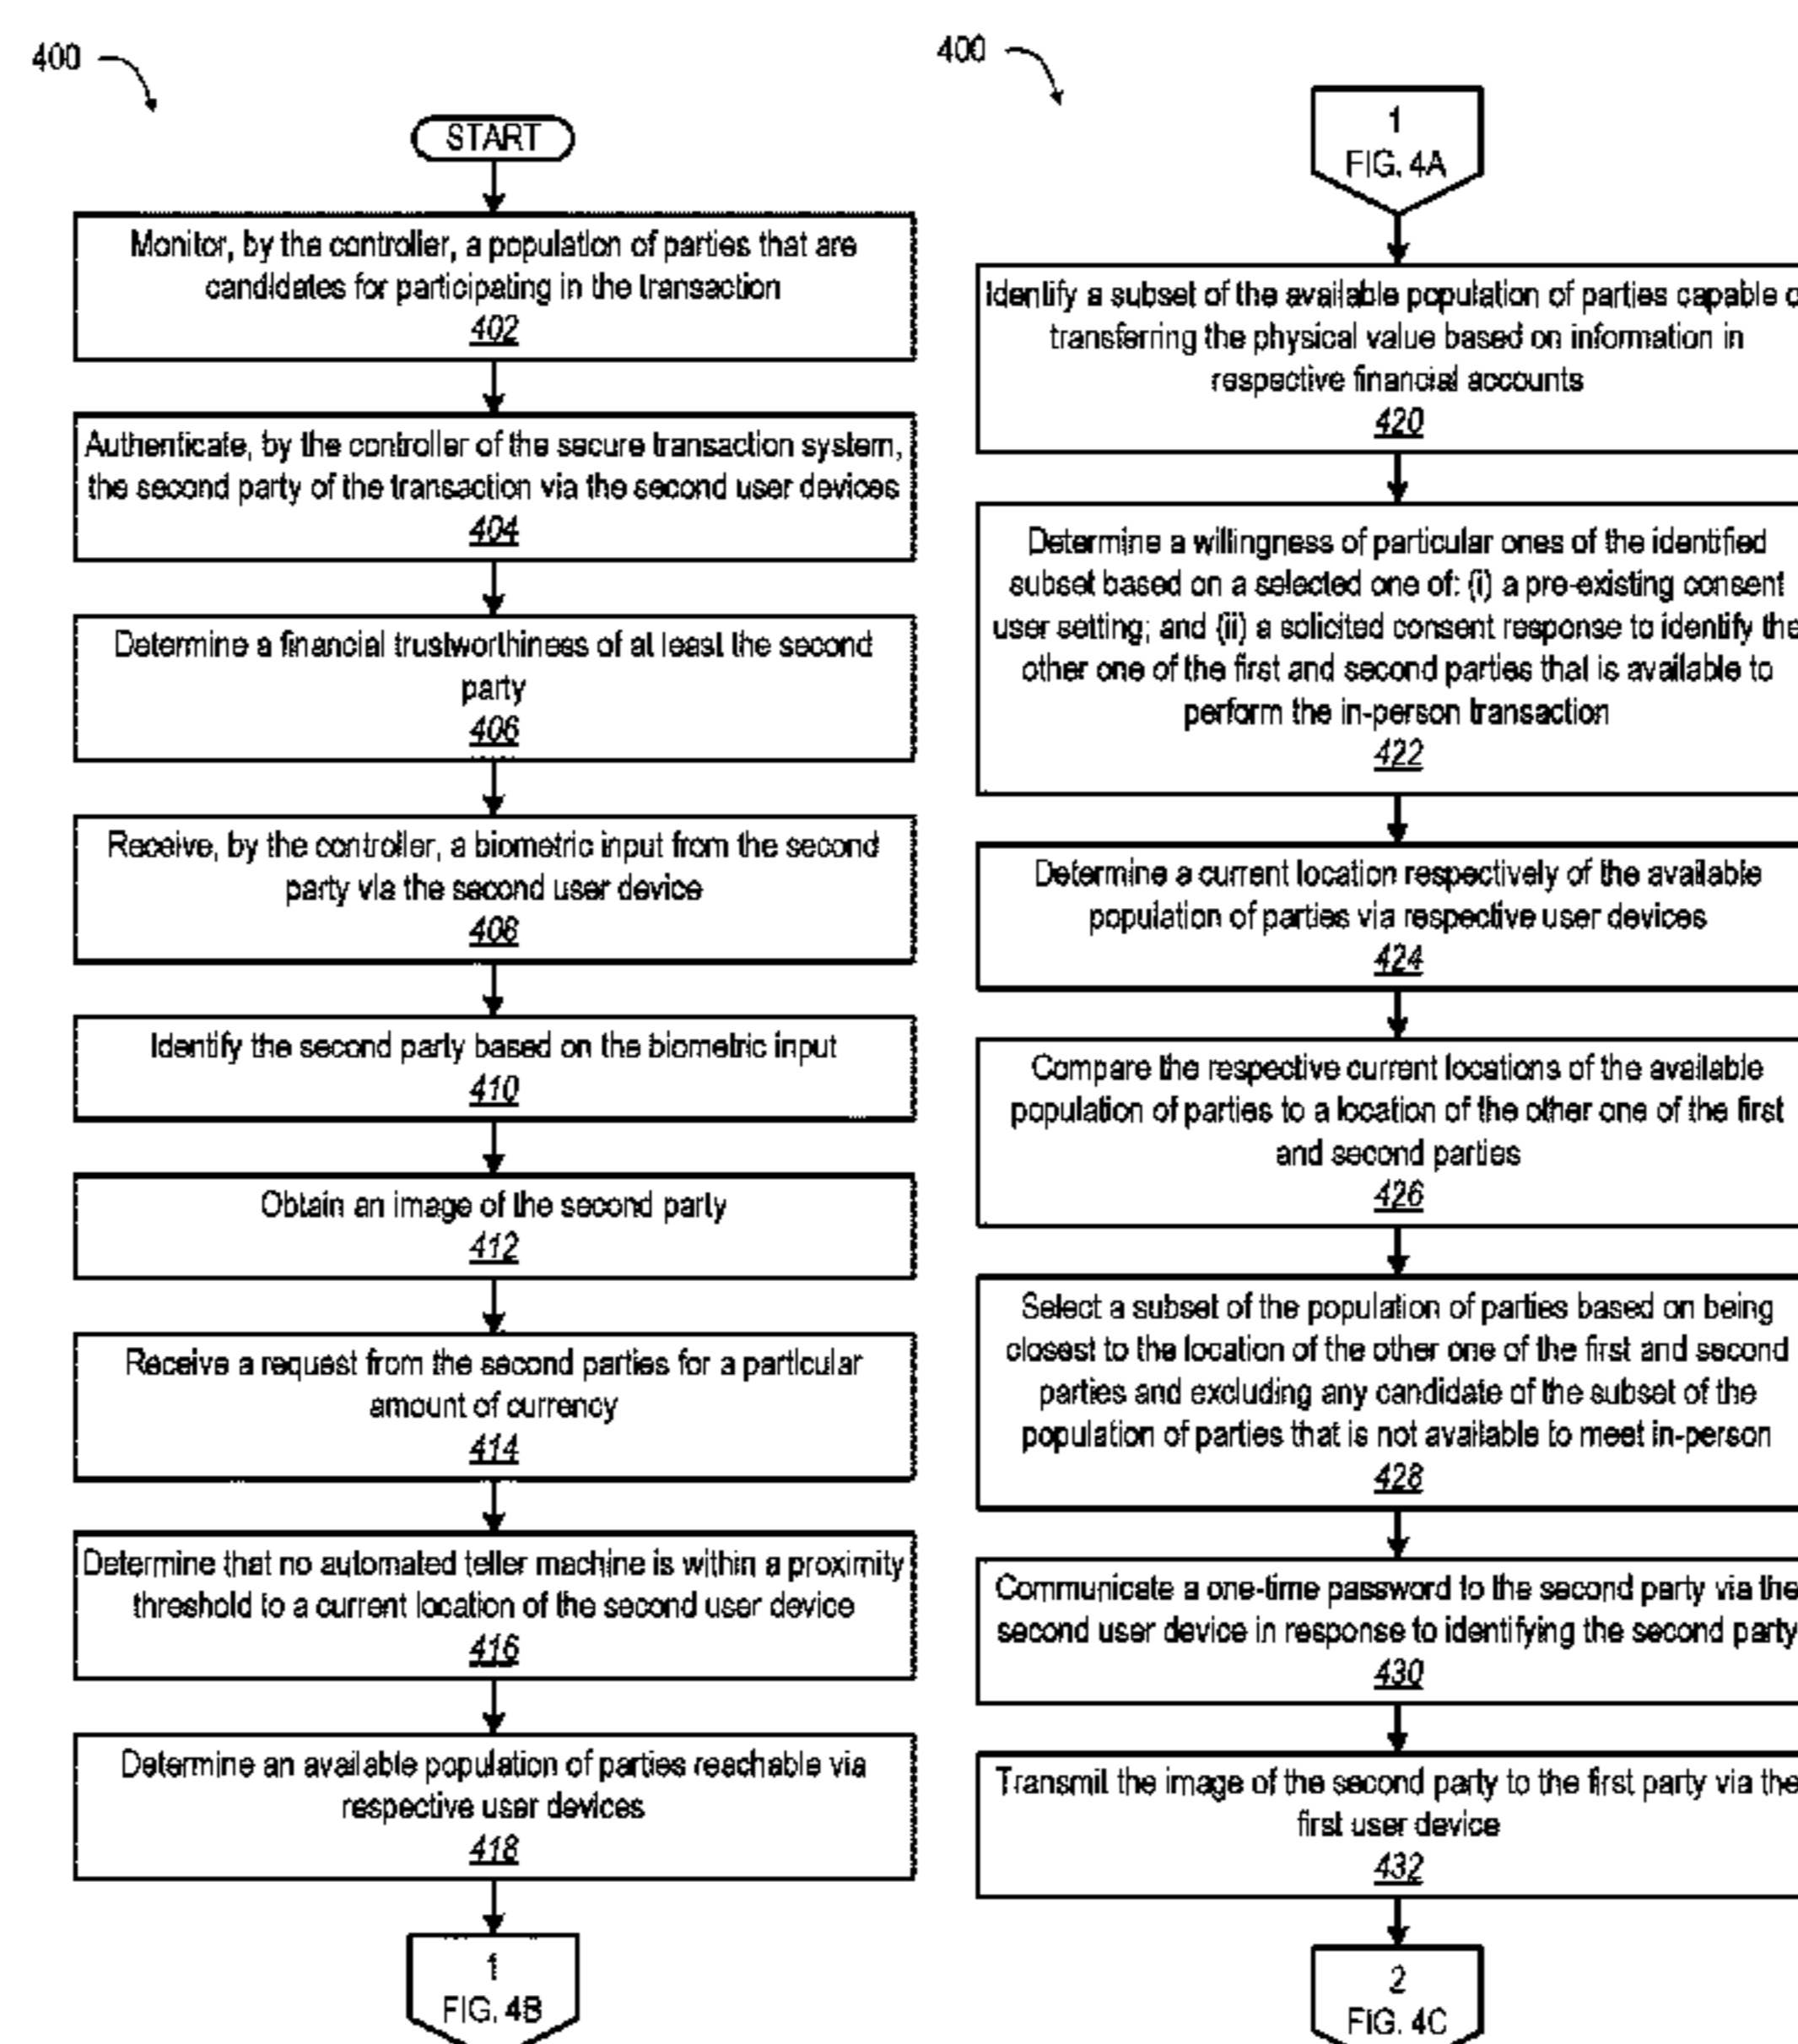 400
START
Monitor, by the controller, a population of parties that are
candidates for participating in the transaction
402
Authenticate, by the controller of the secure transaction system,
the second party of the transaction via the second user devices
404
Determine a financial trustworthiness of at least the second
party
406
Receive, by the controller, a biometric input from the second
party via the second user device
408
Identify the second party based on the biometric input
410
Obtain an image of the second party
412
Receive a request from the second parties for a particular
amount of currency
414
Determine that no automated teller machine is within a proximity
threshold to a current location of the second user device
416
Determine an available population of parties reachable via
respective user devices
418
1
FIG. 4B
400
1
FIG. 4A
Identify a subset of the available population of parties capable
transferring the physical value based on information in
respective financial accounts
420
Determine a willingness of particular ones of the identified
subset based on a selected one of: (i) a pre-existing consent
user setting; and (ii) a solicited consent response to identify the
other one of the first and second parties that is available to
perform the in-person transaction
422
Determine a current location respectively of the available
population of parties via respective user devices
424
Compare the respective current locations of the available
population of parties to a location of the other one of the first
and second parties
426
Select a subset of the population of parties based on being
closest to the location of the other one of the first and second
parties and excluding any candidate of the subset of the
population of parties that is not available to meet in-person
428
Communicate a one-time password to the second party via the
second user device in response to identifying the second party
430
Transmit the image of the second party to the first party via the
first user device
432
2
FIG. 4C